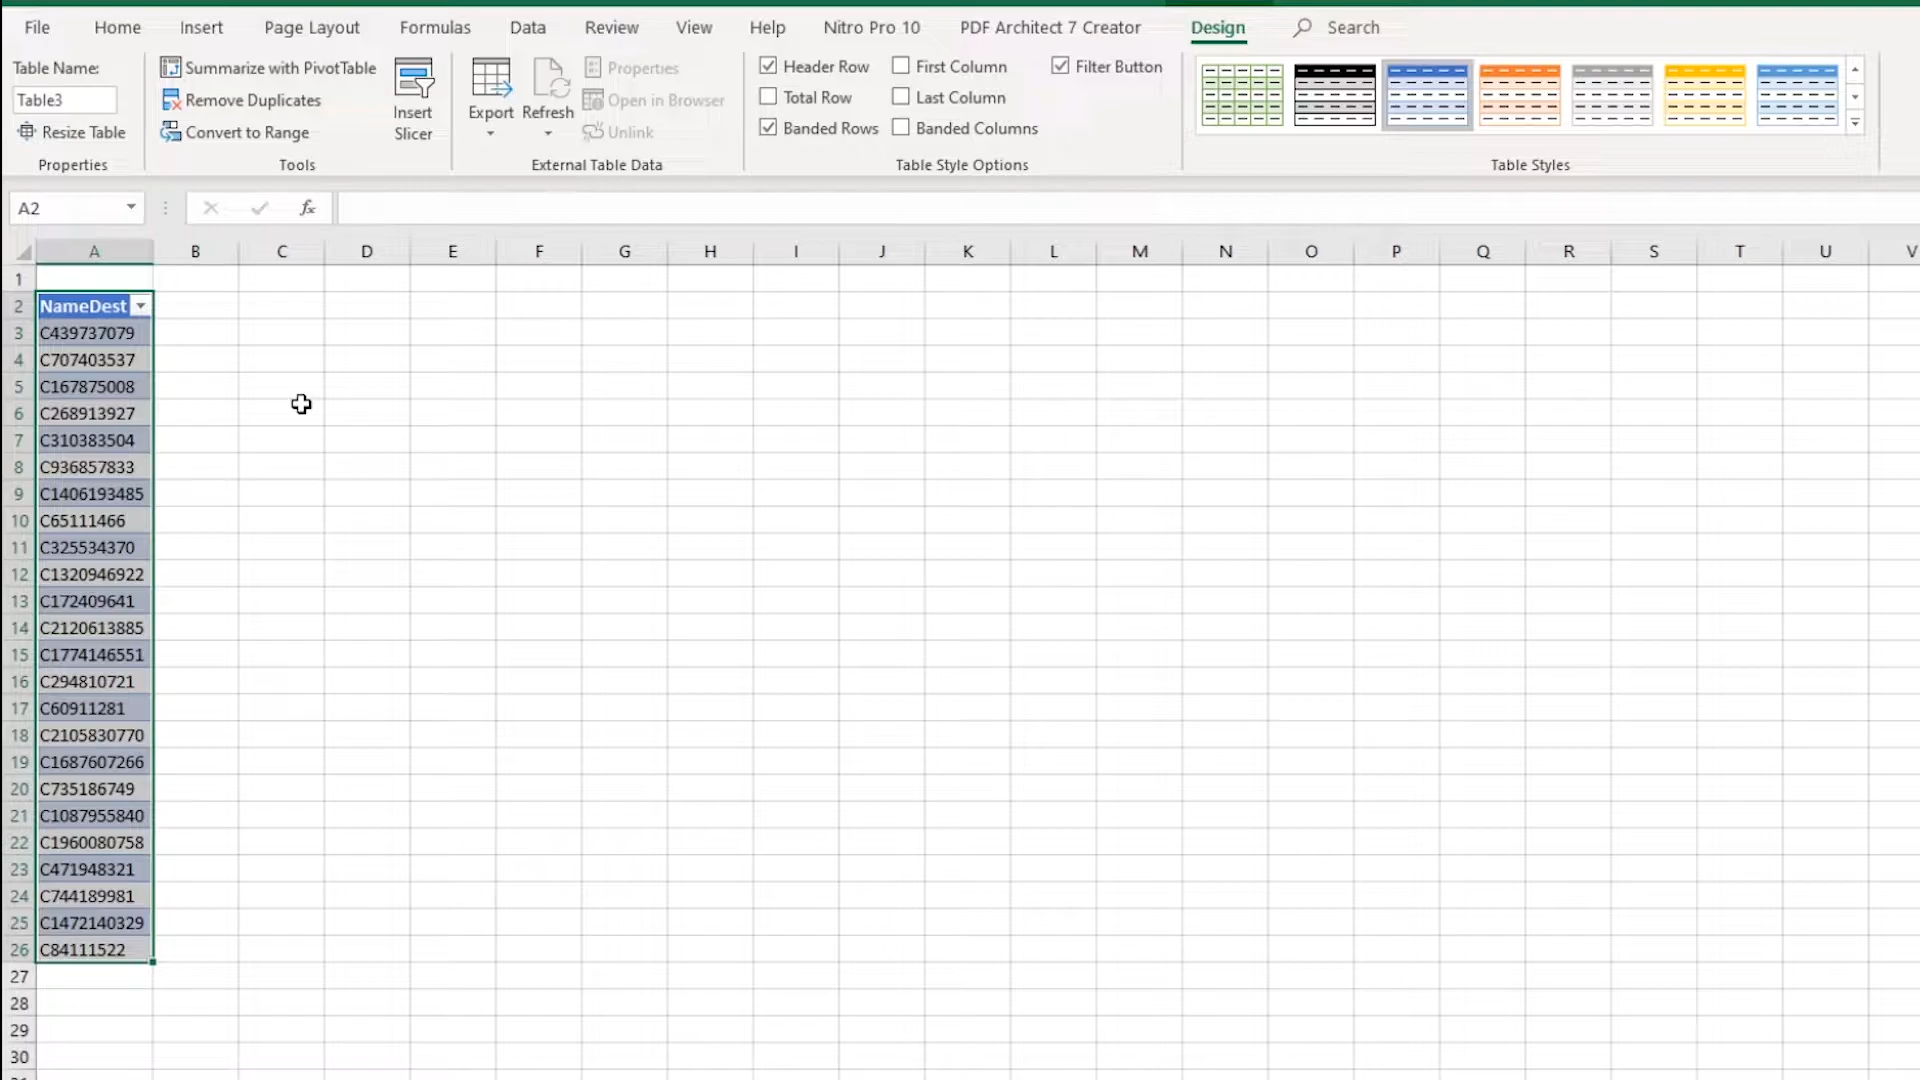 File Home Insert Page Layout Formulas Data Review View Help Nitro Pro 10 PDF Architect 7 Creator Design Search
Table Name:
Table3
Resize Table
Properties
Summarize with PivotTable
Remove Duplicates
Convert to Range
Tools
Insert
Slicer
Export
Refresh
Properties
Open in Browser
Unlink
External Table Data
Header Row
First Column
Filter Button
Total Row
Last Column
Banded Rows
Banded Columns
Table Style Options
Table Styles
A2 fx
A B C D E F G H I J K L M N O P Q R S T U V
1
2 NameDest
3 C439737079
4 C707403537
5 C167875008
6 C268913927
7 C310383504
8 C936857833
9 C1406193485
10 C65111466
11 C325534370
12 C1320946922
13 C172409641
14 C2120613885
15 C1774146551
16 C294810721
17 C60911281
18 C2105830770
19 C1687607266
20 C735186749
21 C1087955840
22 C1960080758
23 C471948321
24 C744189981
25 C1472140329
26 C84111522
27
28
29
30